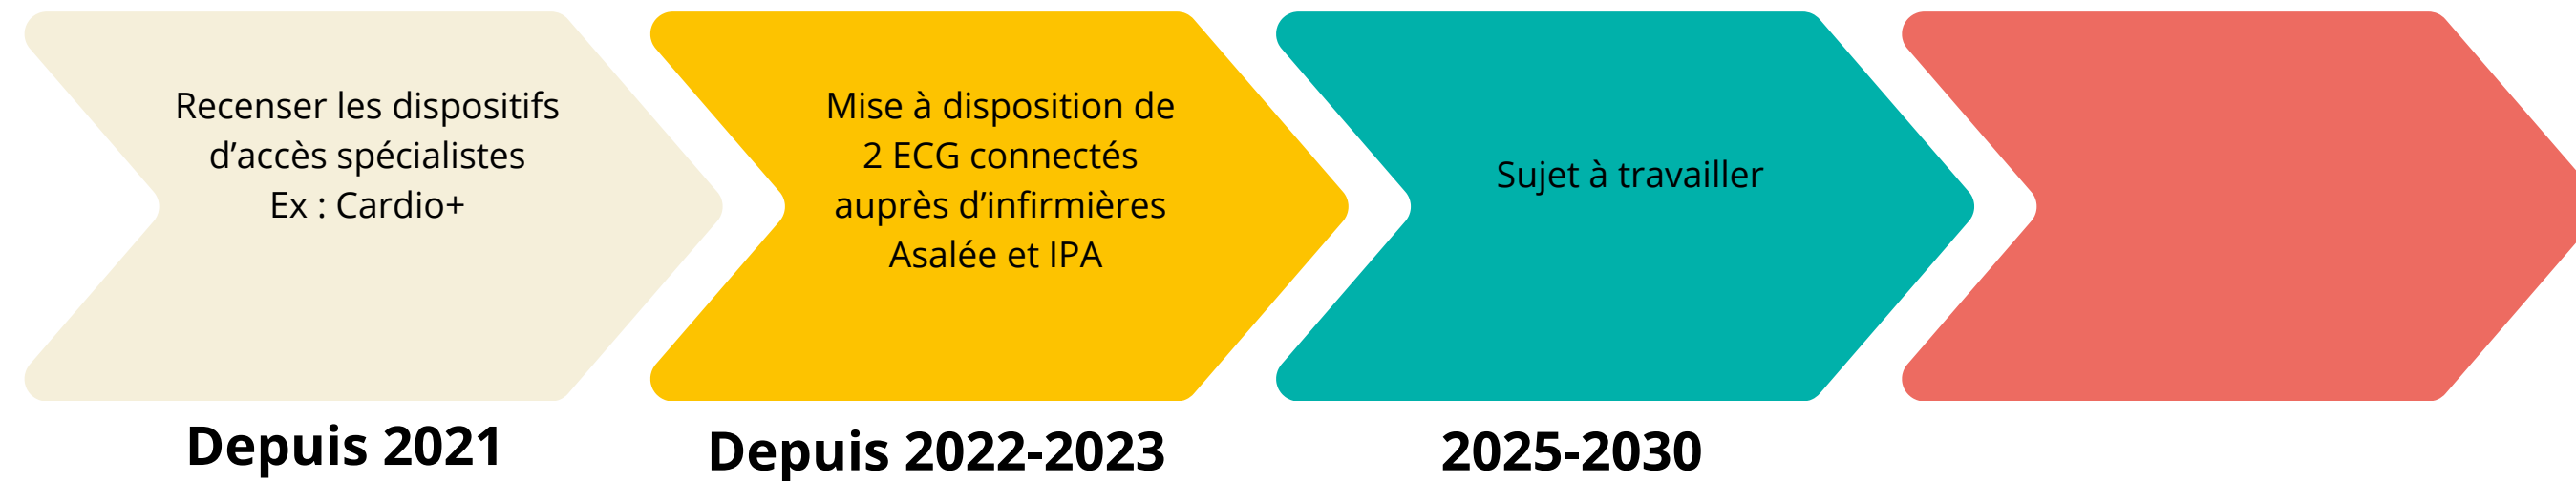 Recenser les dispositifs
d’accès spécialistes
Ex : Cardio+
Depuis 2021
Mise à disposition de
2 ECG connectés
auprès d’infirmières
Asalée et IPA
Depuis 2022-2023
Sujet à travailler
2025-2030